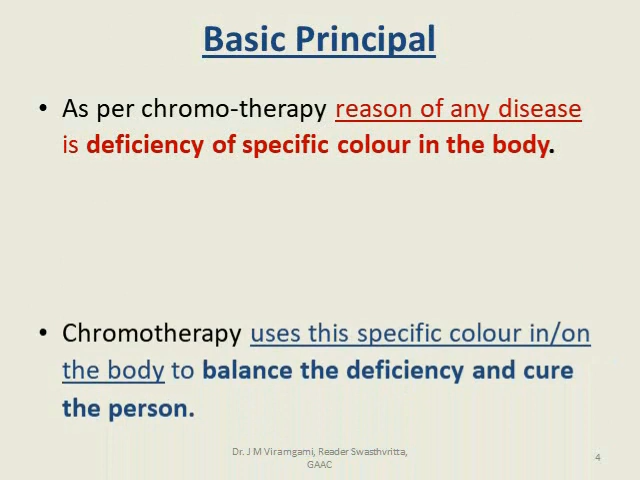 Basic Principal
• As per chromo-therapy reason of any disease
is deficiency of specific colour in the body.
• Chromotherapy uses this specific colour in/on
the body to balance the deficiency and cure
the person.
Dr. J M Viramgami, Reader Swasthvritta,
GAAC
4